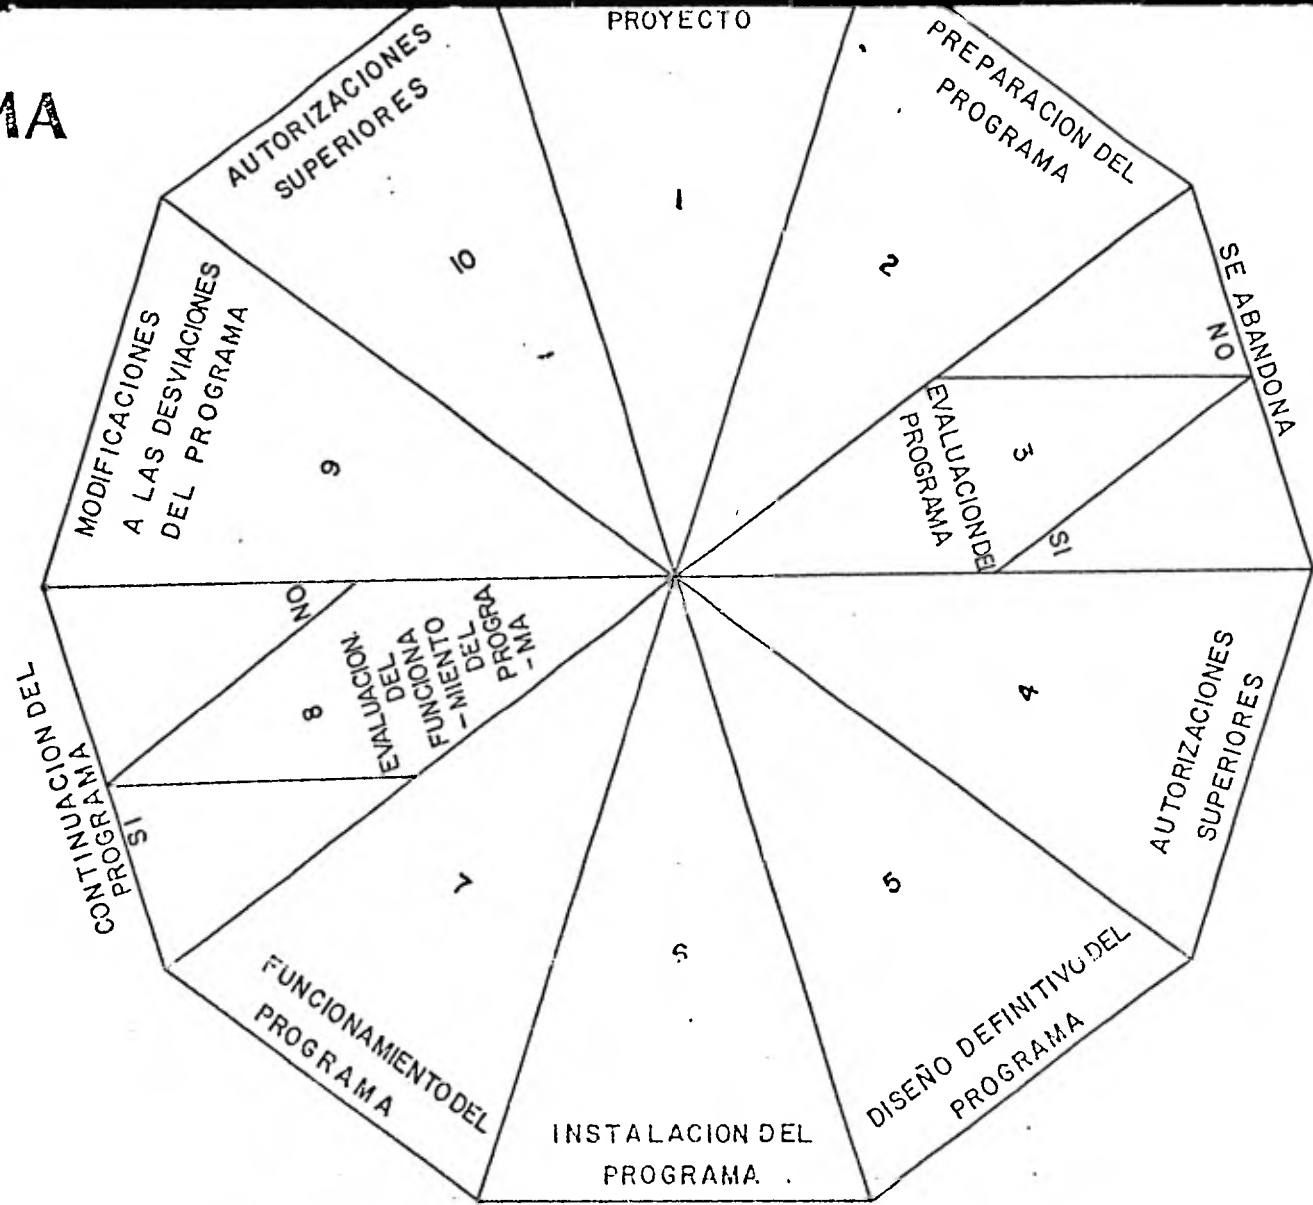 MA
PROYECTO
1
PREPARACION DEL
PROGRAMA
2
SE ABANDONA
NO
3
EVALUACION DEL
PROGRAMA
SI
4
AUTORIZACIONES
SUPERIORES
5
DISEÑO DEFINITIVO DEL
PROGRAMA
6
INSTALACION DEL
PROGRAMA
7
FUNCIONAMIENTO DEL
PROGRAMA
8
EVALUACION
DEL
FUNCIONA
-MIENTO
DEL
PROGRA
-MA
NO
SI
CONTINUACION DEL
PROGRAMA
9
MODIFICACIONES
A LAS DESVIACIONES
DEL PROGRAMA
10
AUTORIZACIONES
SUPERIORES